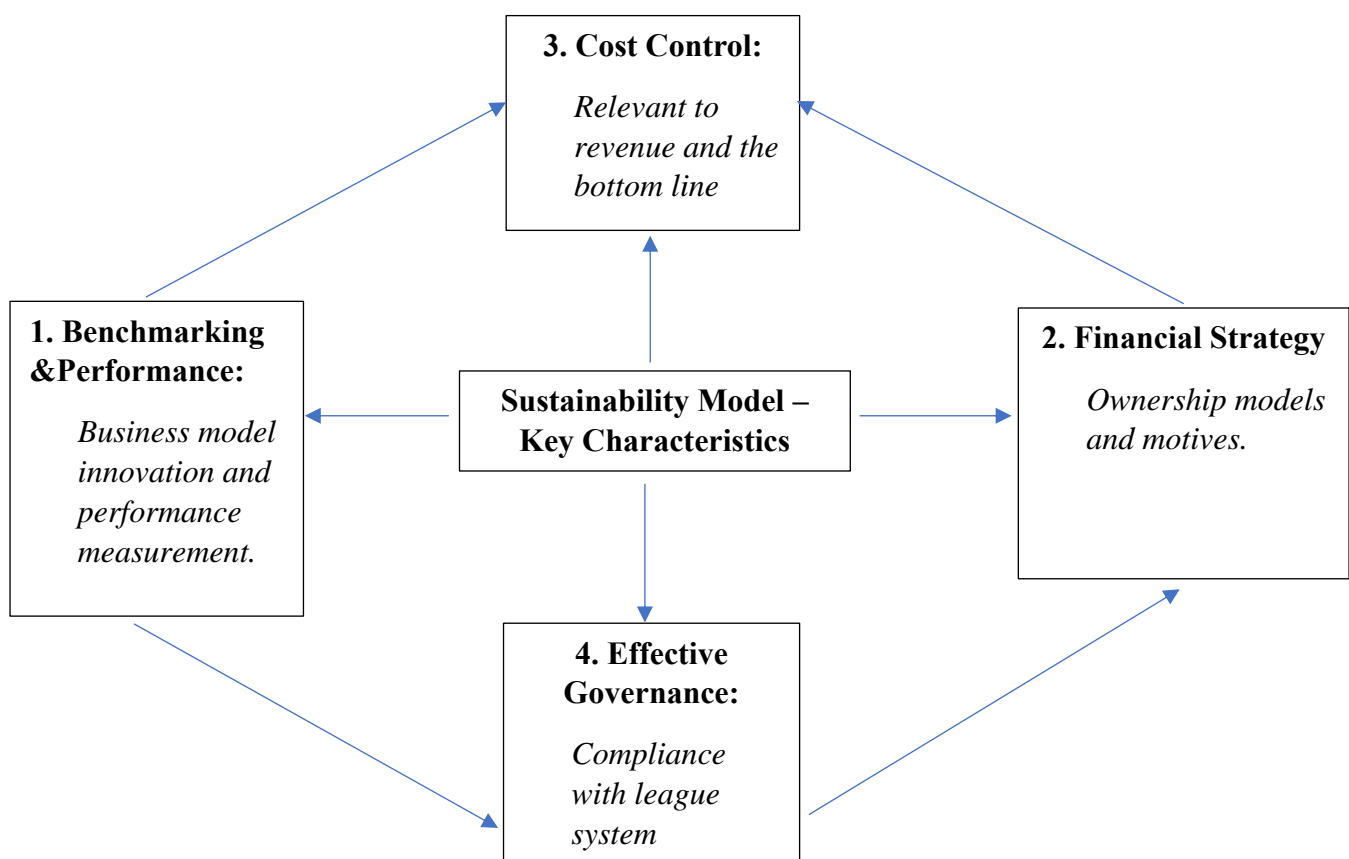 3. Cost Control:
Relevant to
revenue and the
bottom line
1. Benchmarking
&Performance:
Business model
innovation and
performance
measurement.
Sustainability Model –
Key Characteristics
2. Financial Strategy
Ownership models
and motives.
4. Effective
Governance:
Compliance
with league
system